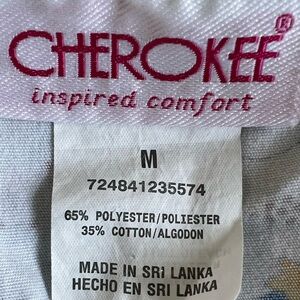 CHEROKEE®
inspired comfort
M
724841235574
65% POLYESTER/POLIESTER
35% COTTON/ALGODON
MADE IN SRI LANKA
HECHO EN SRI LANKA